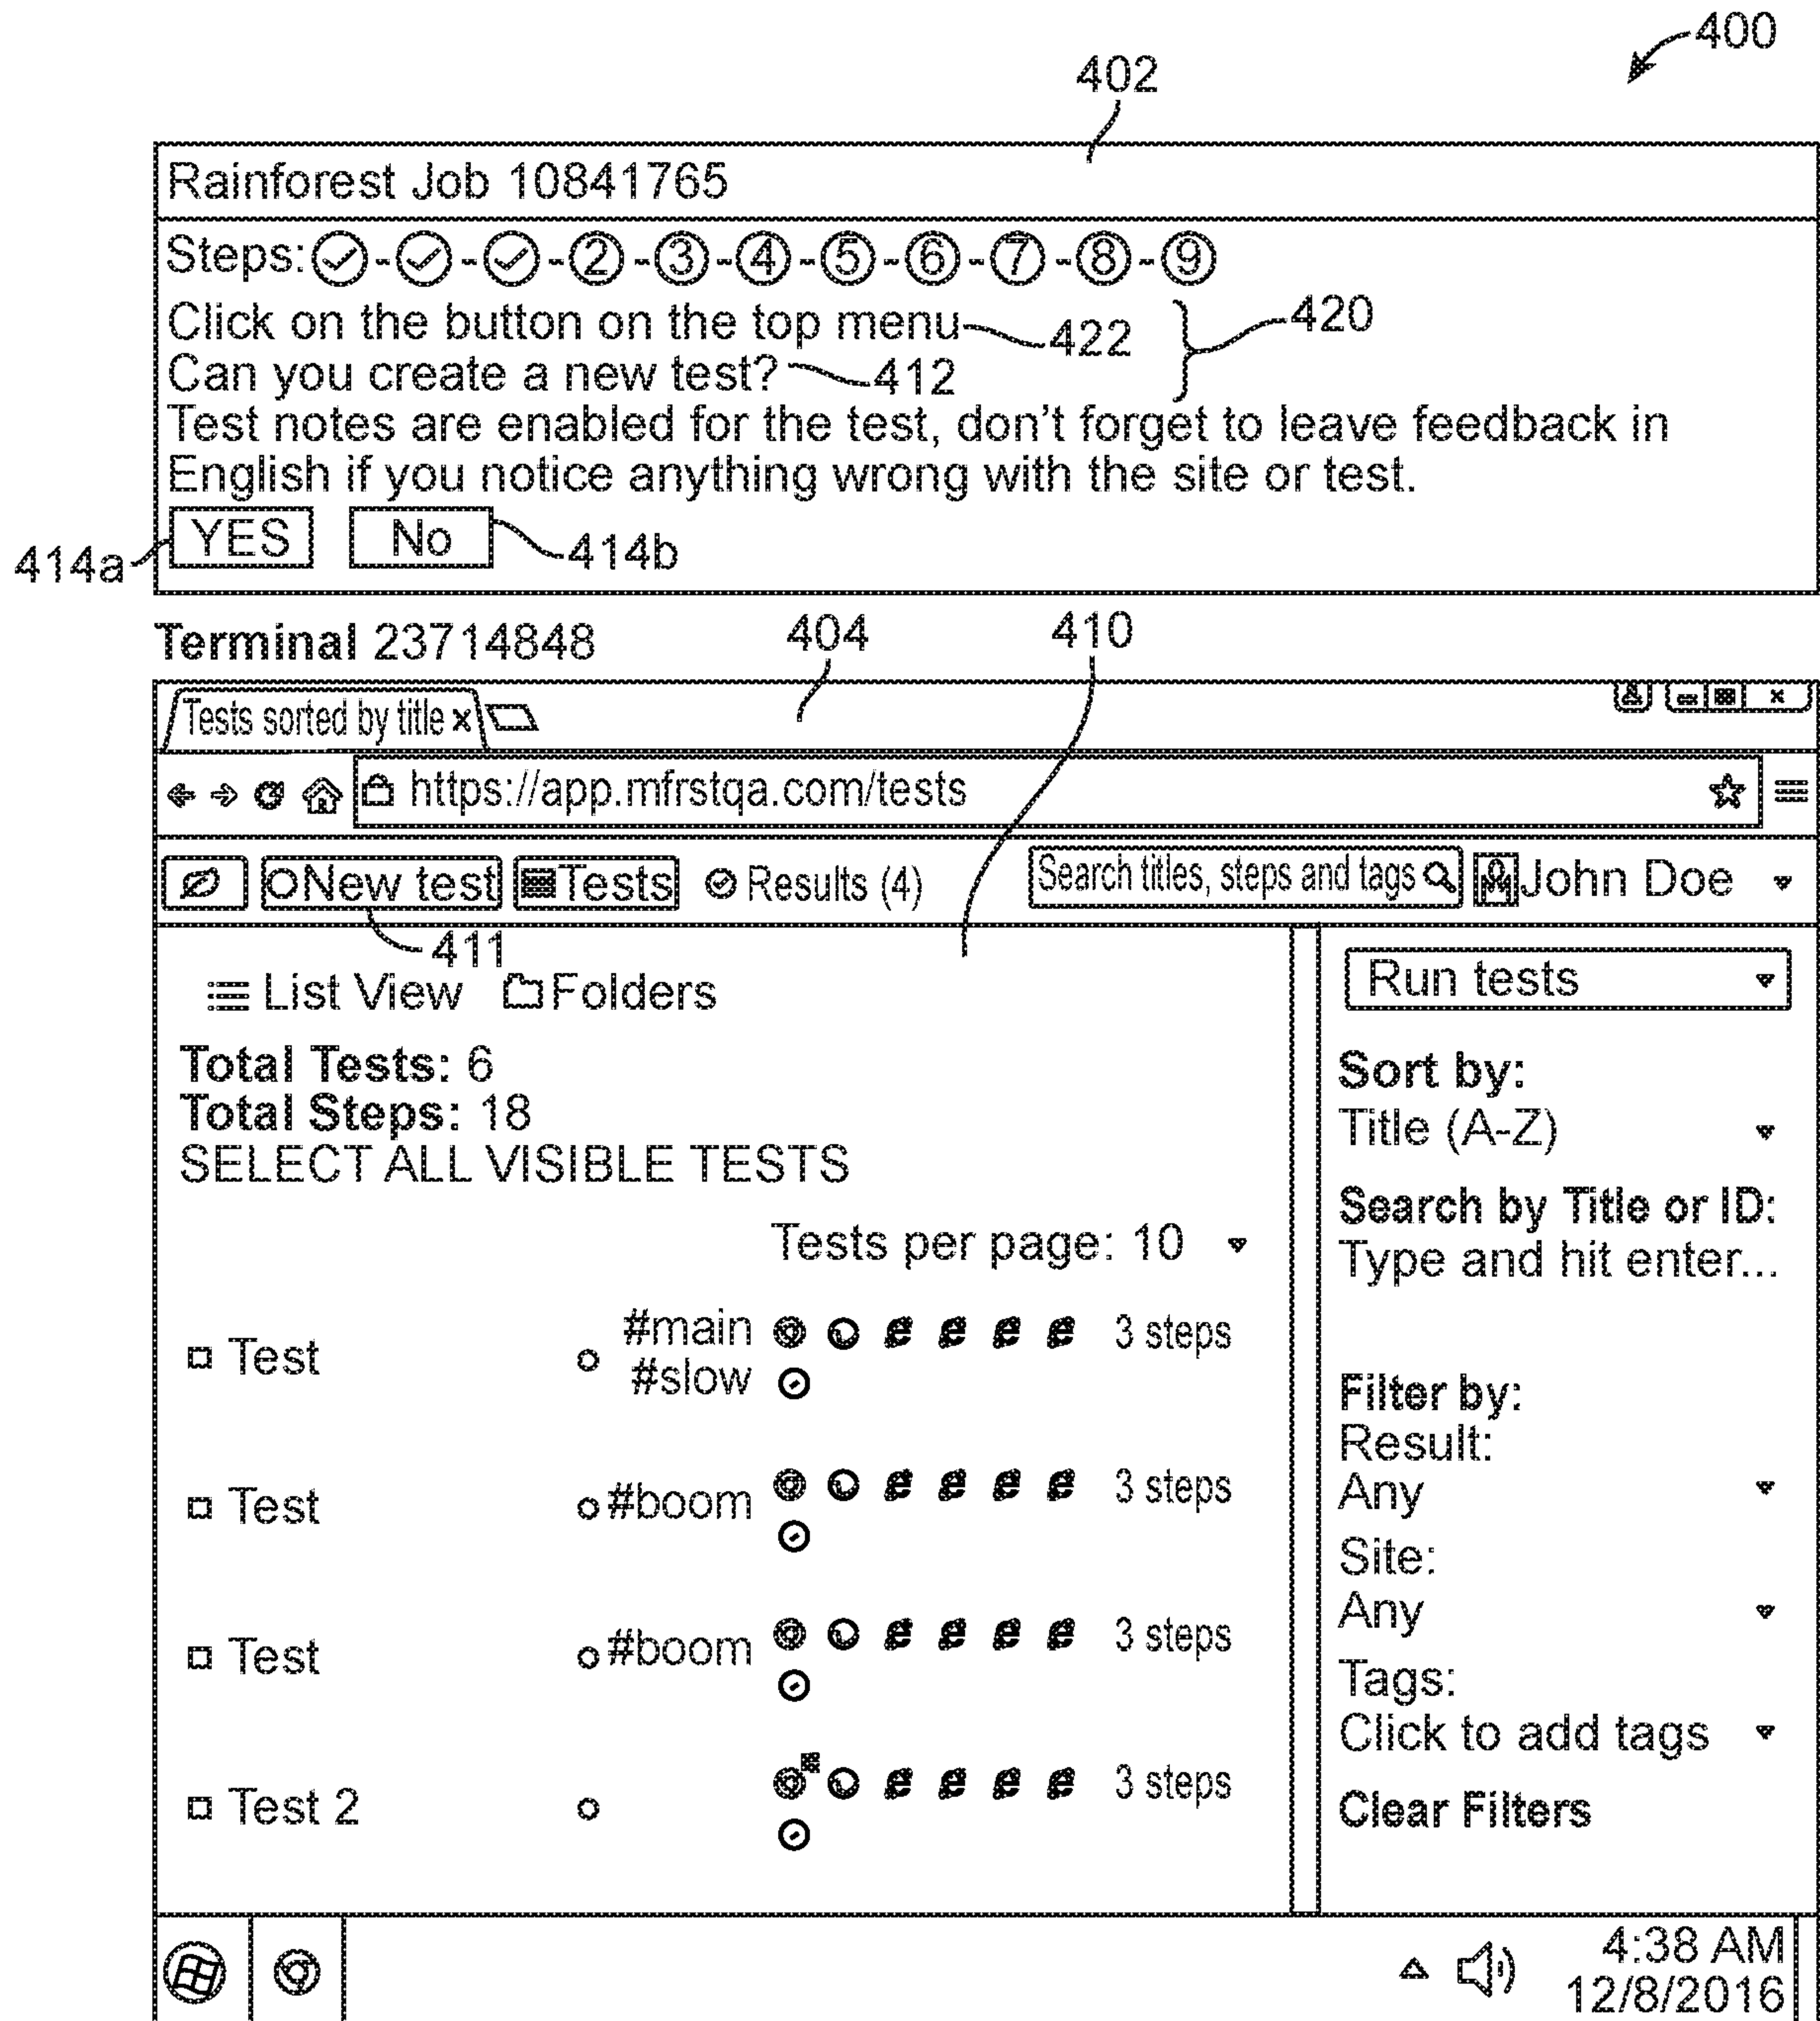 400
402
Rainforest Job 10841765
Steps: ✓-✓-✓-2-3-4-5-6-7-8-9
Click on the button on the top menu 422 420
Can you create a new test? 412
Test notes are enabled for the test, don't forget to leave feedback in
English if you notice anything wrong with the site or test.
414a YES No 414b
Terminal 23714848 404 410
Tests sorted by title x
https://app.mfrstqa.com/tests
New test Tests Results (4) Search titles, steps and tags John Doe
411
List View Folders
Total Tests: 6
Total Steps: 18
SELECT ALL VISIBLE TESTS
Tests per page: 10
Test #main 3 steps
#slow
Test #boom 3 steps
Test #boom 3 steps
Test 2 3 steps
Run tests
Sort by:
Title (A-Z)
Search by Title or ID:
Type and hit enter...
Filter by:
Result:
Any
Site:
Any
Tags:
Click to add tags
Clear Filters
4:38 AM
12/8/2016